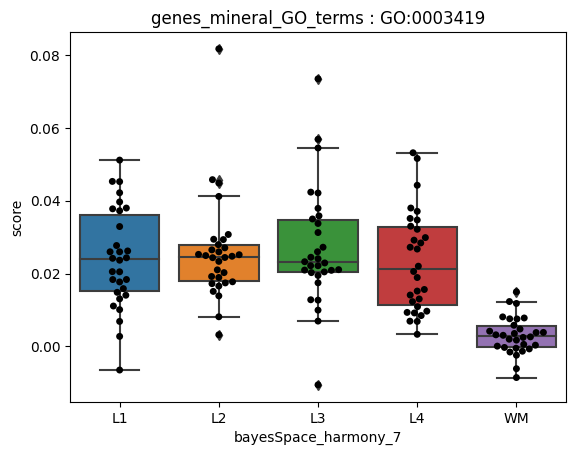 genes_mineral_GO_terms : GO:0003419
0.08
0.06
0.04
0.02
0.00
score
L1 L2 L3 L4 WM
bayesSpace_harmony_7